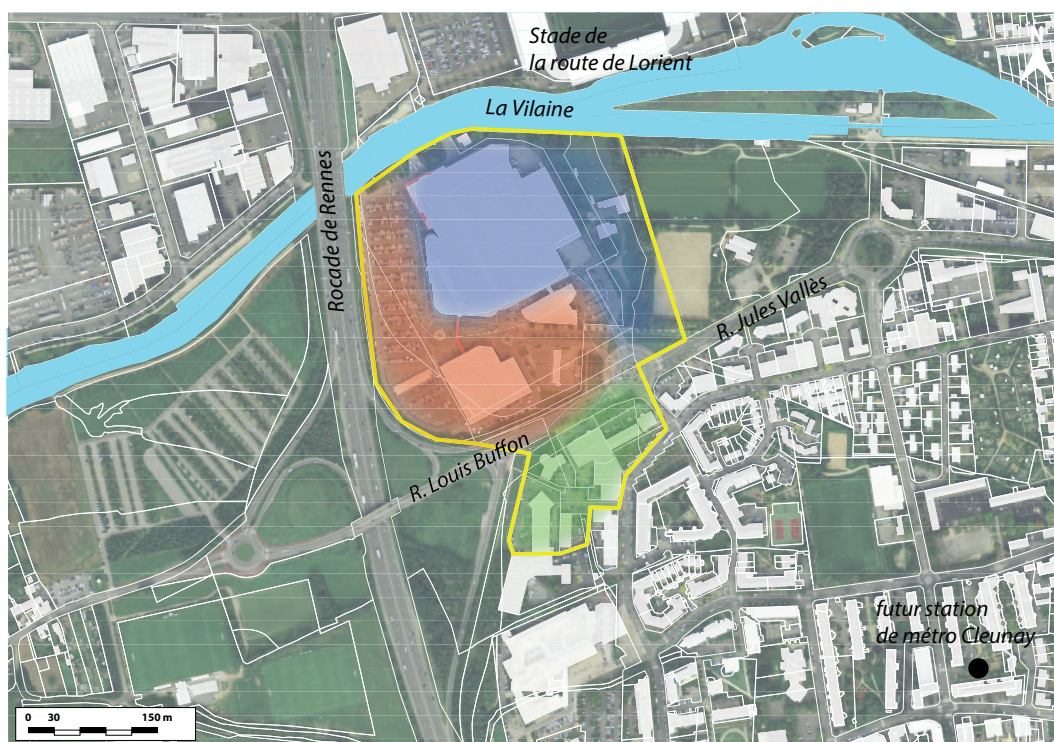 Stade de
la route de Lorient
La Vilaine
Rocade de Rennes
R. Jules Vallès
R. Louis Buffon
futur station
de métro Cleunay
0 30 150 m